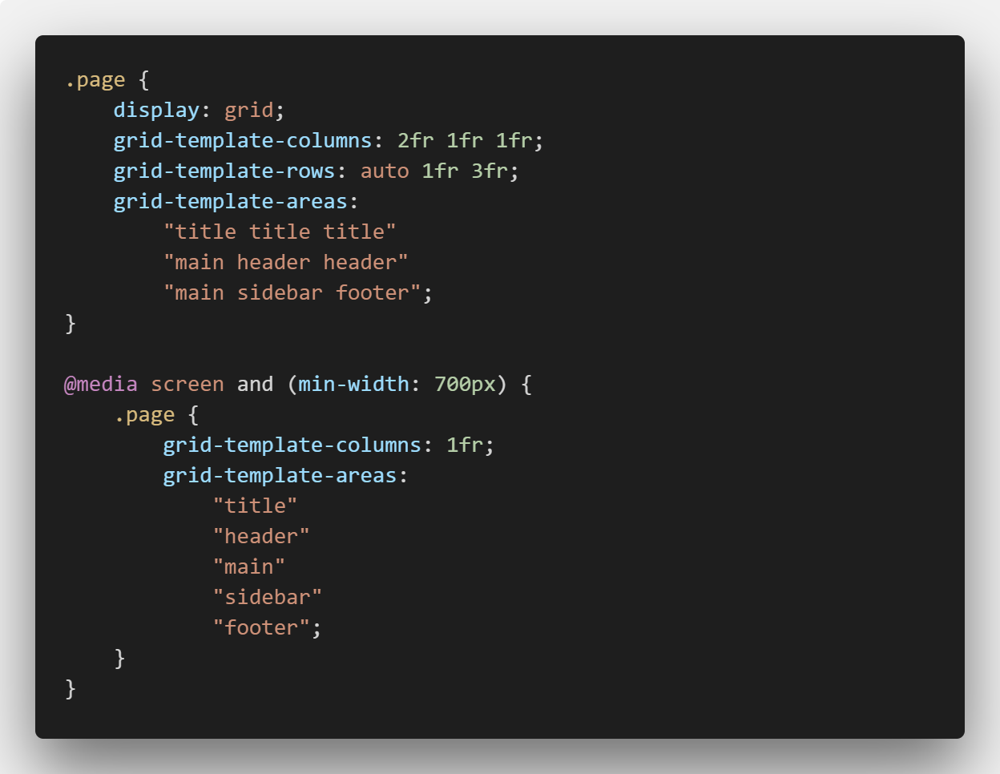 .page {
    display: grid;
    grid-template-columns: 2fr 1fr 1fr;
    grid-template-rows: auto 1fr 3fr;
    grid-template-areas:
        "title title title"
        "main header header"
        "main sidebar footer";
}

@media screen and (min-width: 700px) {
    .page {
        grid-template-columns: 1fr;
        grid-template-areas:
            "title"
            "header"
            "main"
            "sidebar"
            "footer";
    }
}